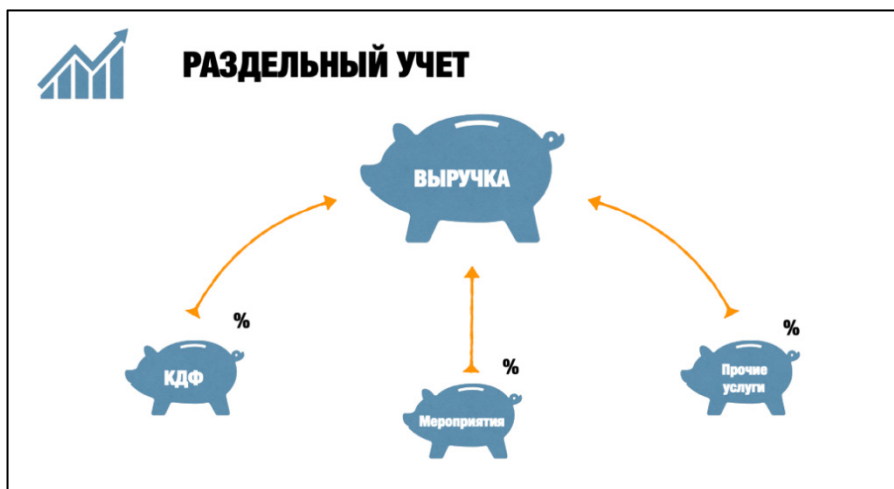 РАЗДЕЛЬНЫЙ УЧЕТ
ВЫРУЧКА
%
КДФ
%
Мероприятия
%
Прочие
услуги